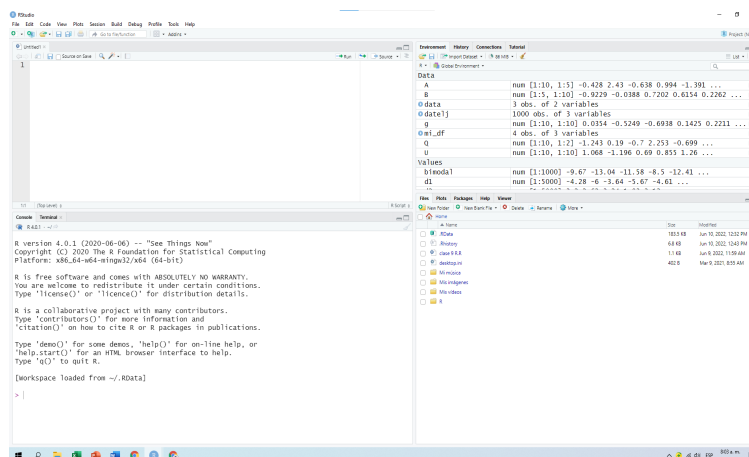 RStudio
File Edit Code View Plots Session Build Debug Profile Tools Help
Go to file/function Addins
Project: (N
Untitled1
Source on Save Run Source
1
1:1 (Top Level) R Script
Console Terminal
R 4.0.1 · ~/
R version 4.0.1 (2020-06-06) -- "See Things Now"
Copyright (C) 2020 The R Foundation for Statistical Computing
Platform: x86_64-w64-mingw32/x64 (64-bit)
R is free software and comes with ABSOLUTELY NO WARRANTY.
You are welcome to redistribute it under certain conditions.
Type 'license()' or 'licence()' for distribution details.
R is a collaborative project with many contributors.
Type 'contributors()' for more information and
'citation()' on how to cite R or R packages in publications.
Type 'demo()' for some demos, 'help()' for on-line help, or
'help.start()' for an HTML browser interface to help.
Type 'q()' to quit R.
[Workspace loaded from ~/.RData]
>
Environment History Connections Tutorial
Import Dataset List
R Global Environment
Data
A num [1:10, 1:5] -0.428 2.43 -0.638 0.994 -1.391 ...
B num [1:5, 1:10] -0.9229 -0.0388 0.7202 0.6154 0.2262 ...
data 3 obs. of 2 variables
datelj 1000 obs. of 3 variables
g num [1:10, 1:10] 0.0354 -0.5249 -0.6938 0.1425 0.2211 ...
mi_df 4 obs. of 3 variables
Q num [1:10, 1:2] -1.243 0.19 -0.7 2.253 -0.699 ...
U num [1:10, 1:10] 1.068 -1.196 0.69 0.855 1.26 ...
Values
bimodal num [1:1000] -9.67 -13.04 -11.58 -8.5 -12.41 ...
d1 num [1:5000] -4.28 -6 -3.64 -5.67 -4.61 ...
Files Plots Packages Help Viewer
New Folder New Blank File Delete Rename More
Home
Name Size Modified
.RData 103.5 KB Jun 10, 2022, 12:32 PM
.Rhistory 6.8 KB Jun 10, 2022, 12:43 PM
clase 9 R.R 1.1 KB Jun 9, 2022, 11:59 AM
desktop.ini 402 B Mar 9, 2021, 8:55 AM
Mi música
Mis imágenes
Mis vídeos
R
ESP 8:03 a. m.